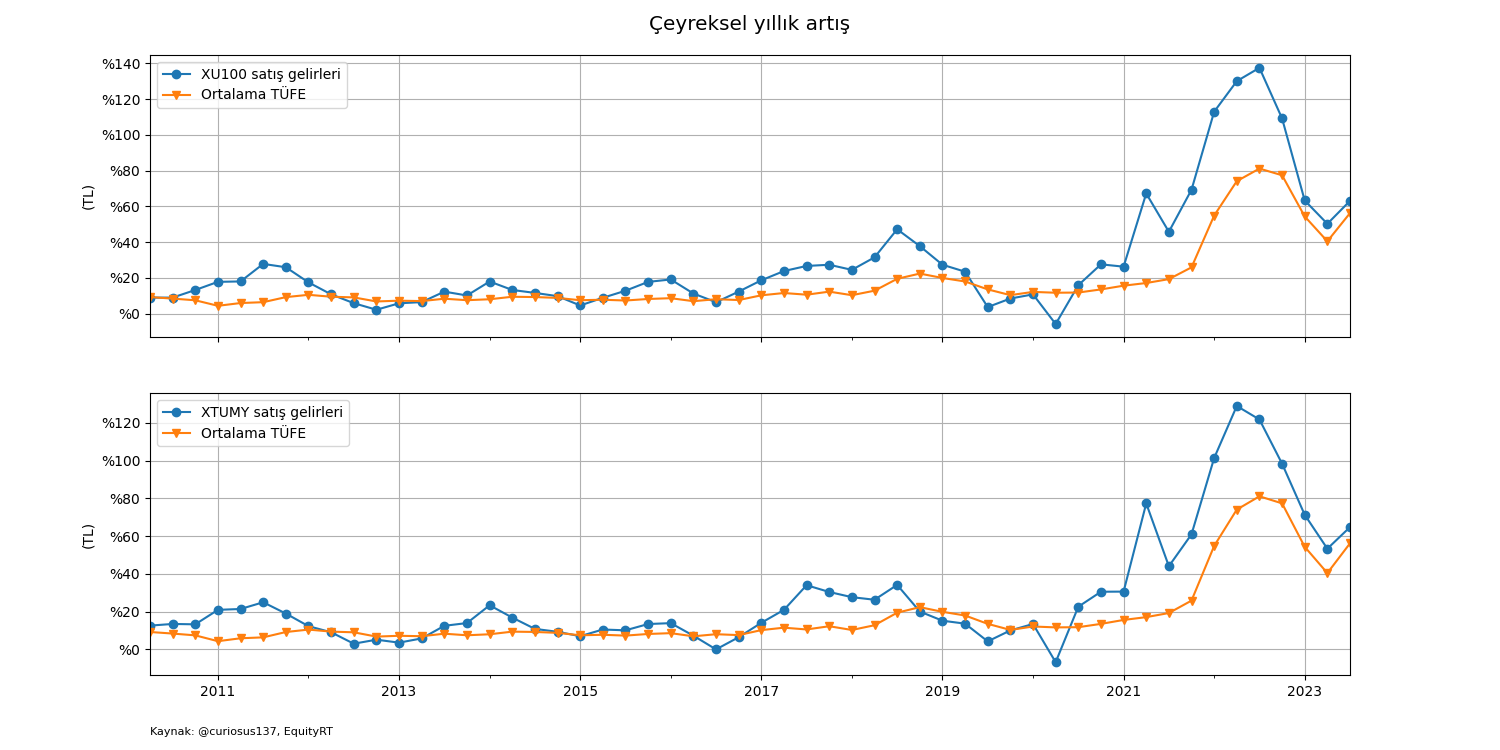 Çeyreksel yıllık artış
%140
%120
%100
%80
%60
%40
%20
%0
(TL)
XU100 satış gelirleri
Ortalama TÜFE
%120
%100
%80
%60
%40
%20
%0
(TL)
XTUMY satış gelirleri
Ortalama TÜFE
2011 2013 2015 2017 2019 2021 2023
Kaynak: @curiosus137, EquityRT